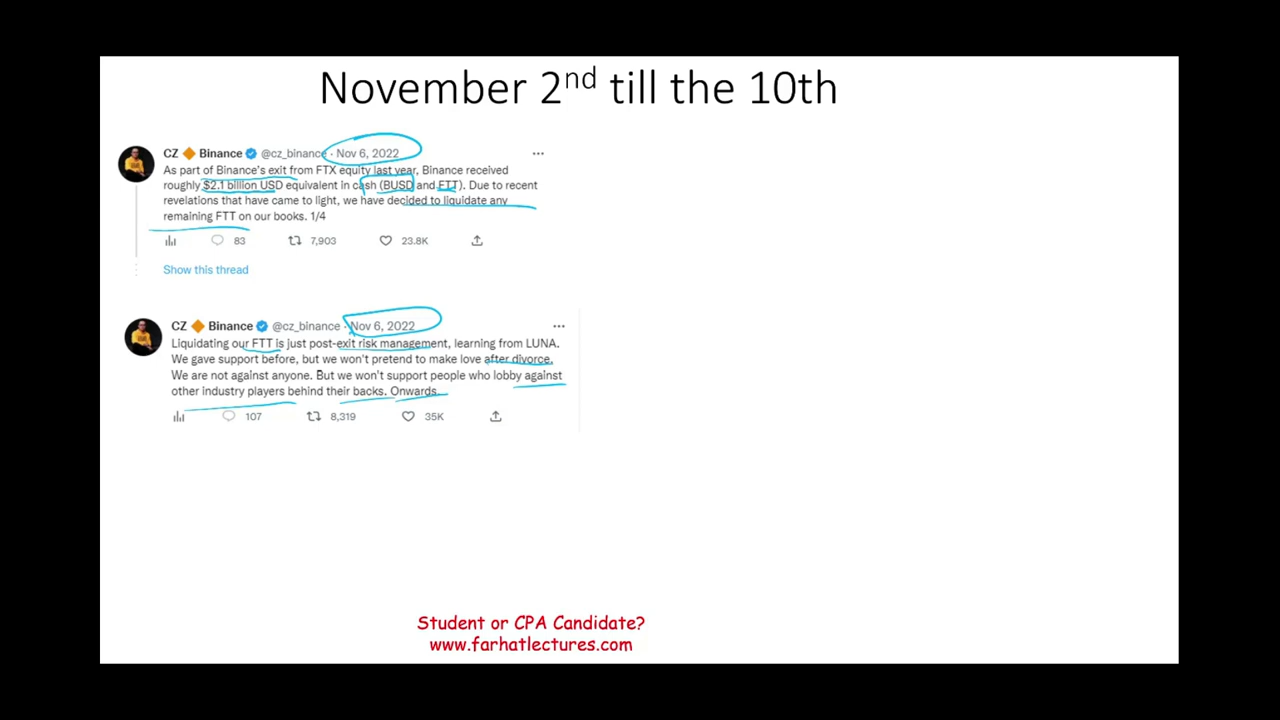 November 2nd till the 10th
CZ 🔶 Binance @cz_binance · Nov 6, 2022
As part of Binance's exit from FTX equity last year, Binance received
roughly $2.1 billion USD equivalent in cash (BUSD and FTT). Due to recent
revelations that have came to light, we have decided to liquidate any
remaining FTT on our books. 1/4
83 7,903 23.8K
Show this thread
CZ 🔶 Binance @cz_binance · Nov 6, 2022
Liquidating our FTT is just post-exit risk management, learning from LUNA.
We gave support before, but we won't pretend to make love after divorce.
We are not against anyone. But we won't support people who lobby against
other industry players behind their backs. Onwards.
107 8,319 35K
Student or CPA Candidate?
www.farhatlectures.com